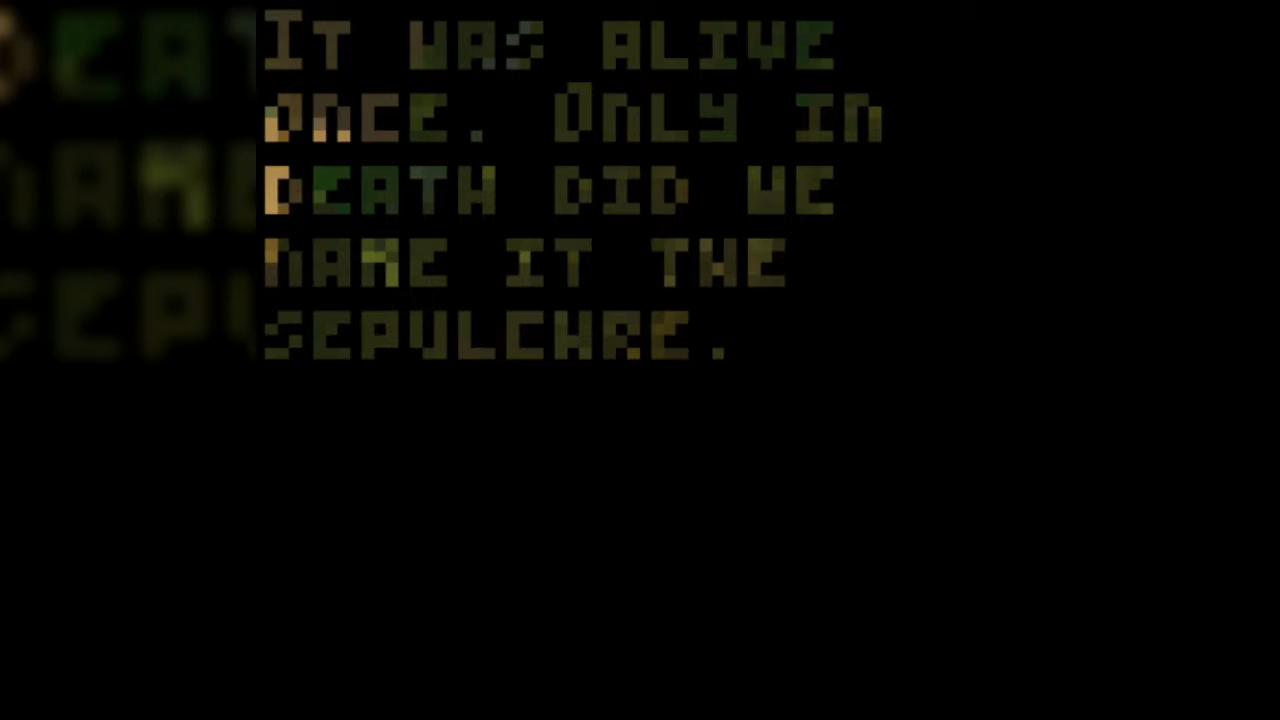 It was alive
once. Only in
death did we
name it the
sepulchre.